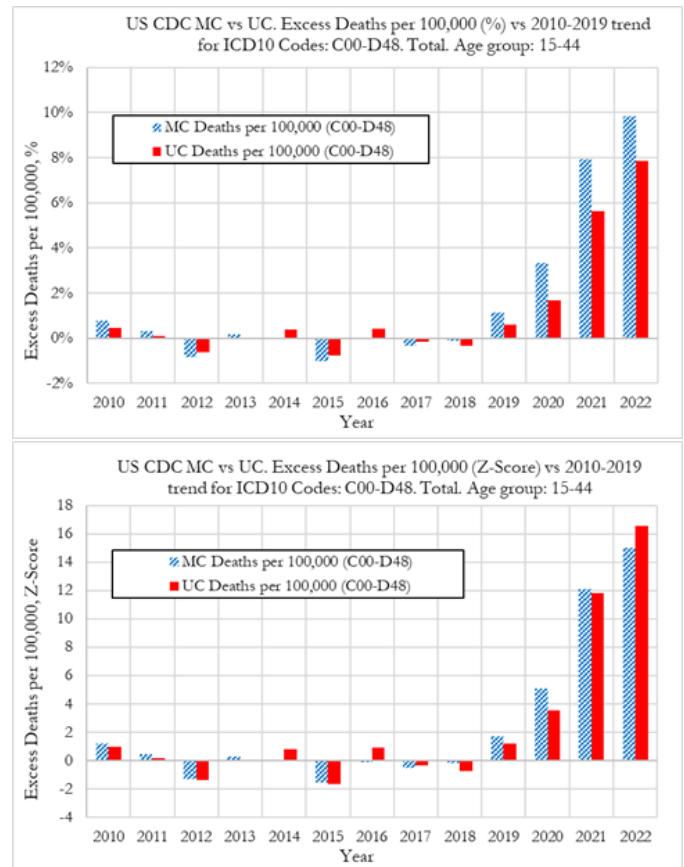 US CDC MC vs UC. Excess Deaths per 100,000 (%) vs 2010-2019 trend
for ICD10 Codes: C00-D48. Total. Age group: 15-44
12%
10%
8%
6%
4%
2%
0%
-2%
Excess Deaths per 100,000, %
MC Deaths per 100,000 (C00-D48)
UC Deaths per 100,000 (C00-D48)
2010 2011 2012 2013 2014 2015 2016 2017 2018 2019 2020 2021 2022
Year
US CDC MC vs UC. Excess Deaths per 100,000 (Z-Score) vs 2010-2019
trend for ICD10 Codes: C00-D48. Total. Age group: 15-44
18
16
14
12
10
8
6
4
2
0
-2
-4
Excess Deaths per 100,000, Z-Score
MC Deaths per 100,000 (C00-D48)
UC Deaths per 100,000 (C00-D48)
2010 2011 2012 2013 2014 2015 2016 2017 2018 2019 2020 2021 2022
Year